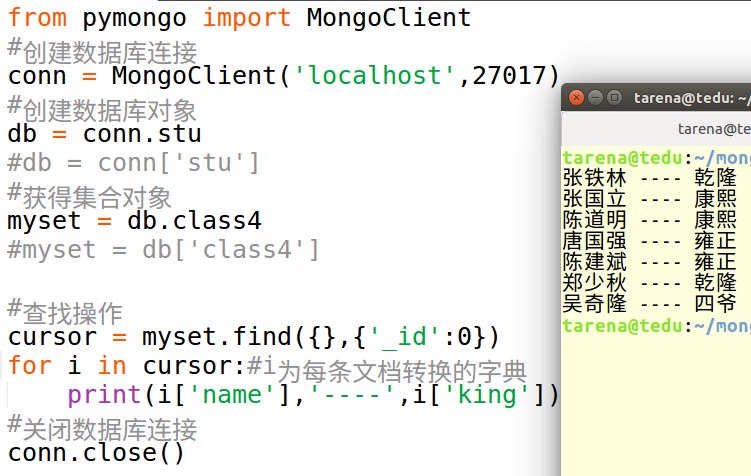 from pymongo import MongoClient
#创建数据库连接
conn = MongoClient('localhost',27017)
#创建数据库对象
db = conn.stu
#db = conn['stu']
#获得集合对象
myset = db.class4
#myset = db['class4']
#查找操作
cursor = myset.find({},{'_id':0})
for i in cursor:#i为每条文档转换的字典
    print(i['name'],'----',i['king'])
#关闭数据库连接
conn.close()
tarena@tedu: ~/
tarena@te
tarena@tedu:~/mong
张铁林 ---- 乾隆
张国立 ---- 康熙
陈道明 ---- 康熙
唐国强 ---- 雍正
陈建斌 ---- 雍正
郑少秋 ---- 乾隆
吴奇隆 ---- 四爷
tarena@tedu:~/mong